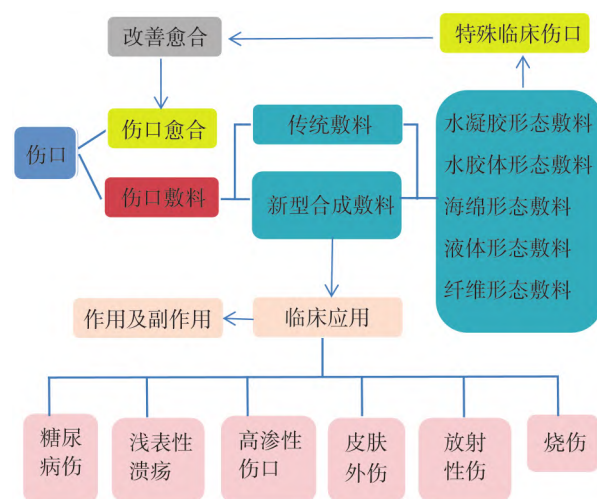 改善愈合
特殊临床伤口
伤口
伤口愈合
伤口敷料
传统敷料
新型合成敷料
水凝胶形态敷料
水胶体形态敷料
海绵形态敷料
液体形态敷料
纤维形态敷料
作用及副作用
临床应用
糖尿
病伤
浅表性
溃疡
高渗性
伤口
皮肤
外伤
放射
性伤
烧伤